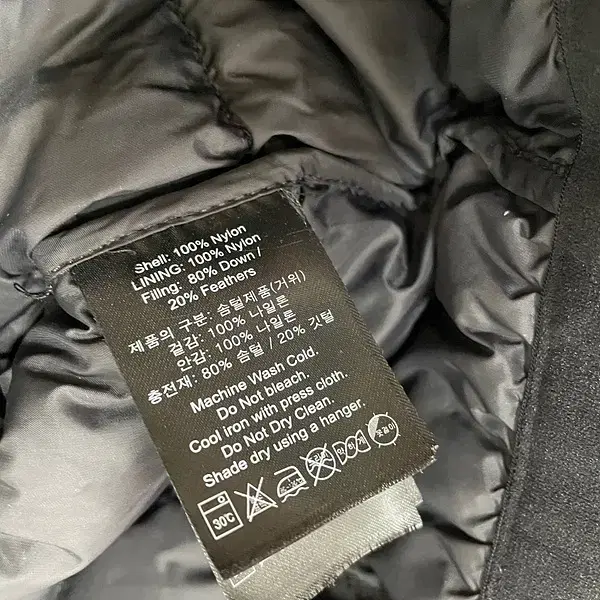 Shell: 100% Nylon
LINING: 100% Nylon
Fillng: 80% Down /
20% Feathers
제품의 구분: 솜털제품(거위)
겉감: 100% 나일론
안감: 100% 나일론
충전재: 80% 솜털 / 20% 깃털
Machine Wash Cold.
Do not bleach.
Cool iron with press cloth.
Do Not Dry Clean.
Shade dry using a hanger.
30℃